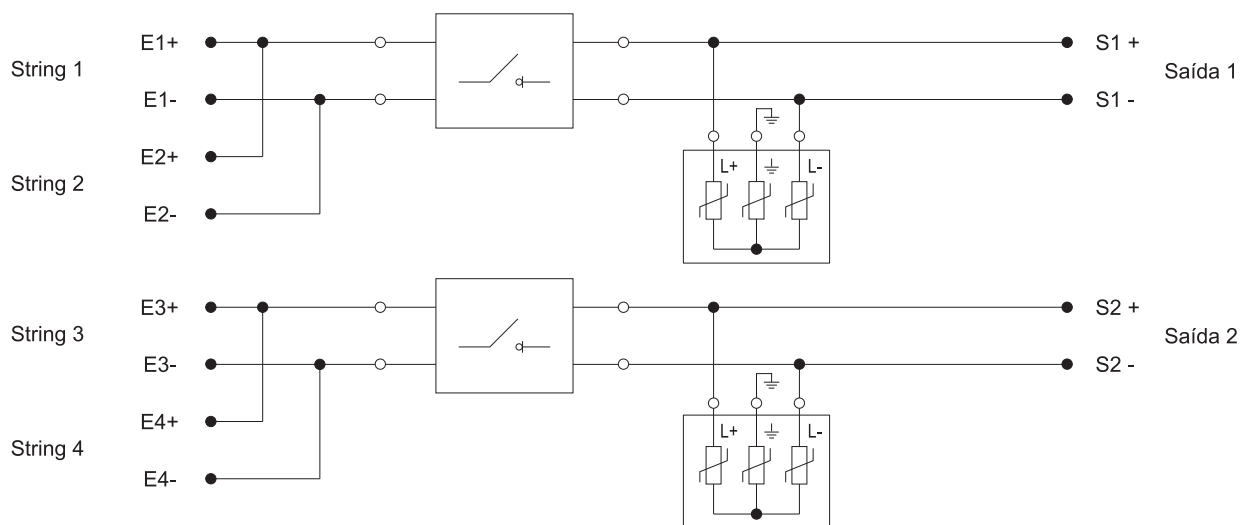 E1+
S1 +
String 1
Saída 1
E1-
S1 -
E2+
L+
L-
String 2
E2-
E3+
S2 +
String 3
Saída 2
E3-
S2 -
E4+
L+
L-
String 4
E4-